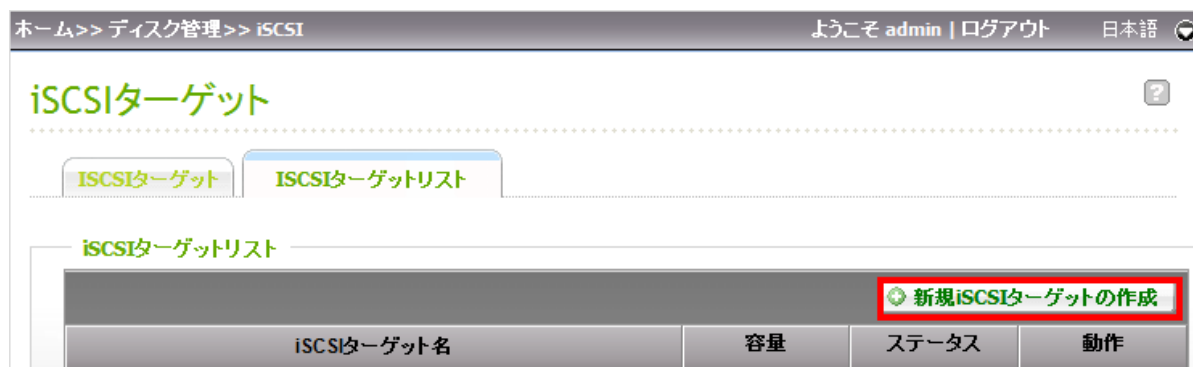 ホーム>> ディスク管理>> iSCSI ようこそ admin | ログアウト 日本語
iSCSIターゲット
ISCSIターゲット ISCSIターゲットリスト
iSCSIターゲットリスト
新規iSCSIターゲットの作成
iSCSIターゲット名 容量 ステータス 動作